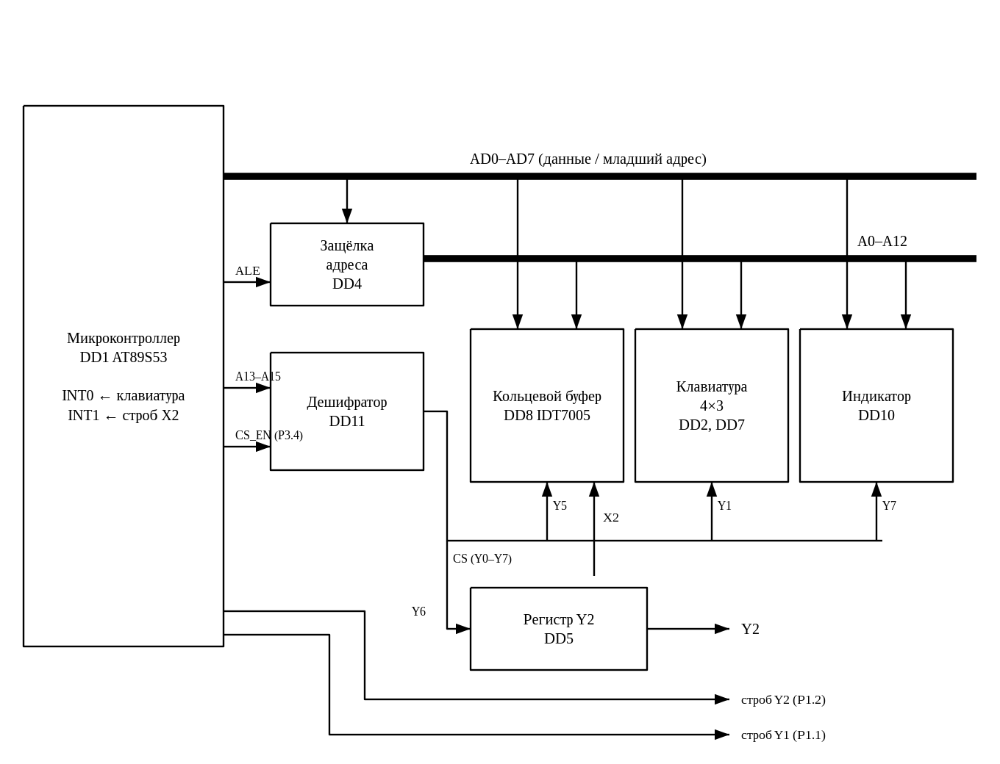 AD0–AD7 (данные / младший адрес)
A0–A12
Защёлка
адреса
DD4
ALE
Микроконтроллер
DD1 AT89S53
INT0 ← клавиатура
INT1 ← строб X2
A13–A15
CS_EN (P3.4)
Дешифратор
DD11
Кольцевой буфер
DD8 IDT7005
Клавиатура
4×3
DD2, DD7
Индикатор
DD10
Y5
X2
Y1
Y7
CS (Y0–Y7)
Y6
Регистр Y2
DD5
Y2
строб Y2 (P1.2)
строб Y1 (P1.1)